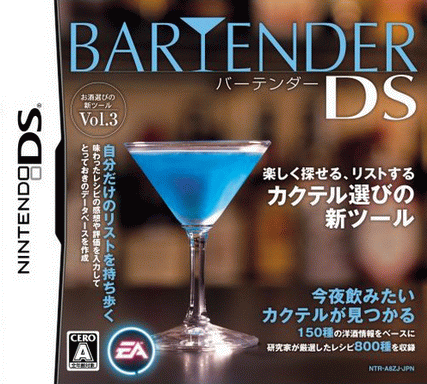 BARTENDER
バーテンダー
DS
お酒選びの
新ツール
Vol.3
NINTENDO DS
自分だけのリストを持ち歩く
味わったレシピの感想や評価を入力して
とっておきのデータベースを作成
楽しく探せる、リストする
カクテル選びの
新ツール
今夜飲みたい
カクテルが見つかる
150種の洋酒情報をベースに
研究家が厳選したレシピ800種を収録
CERO
A
EA
NTR-A8ZJ-JPN